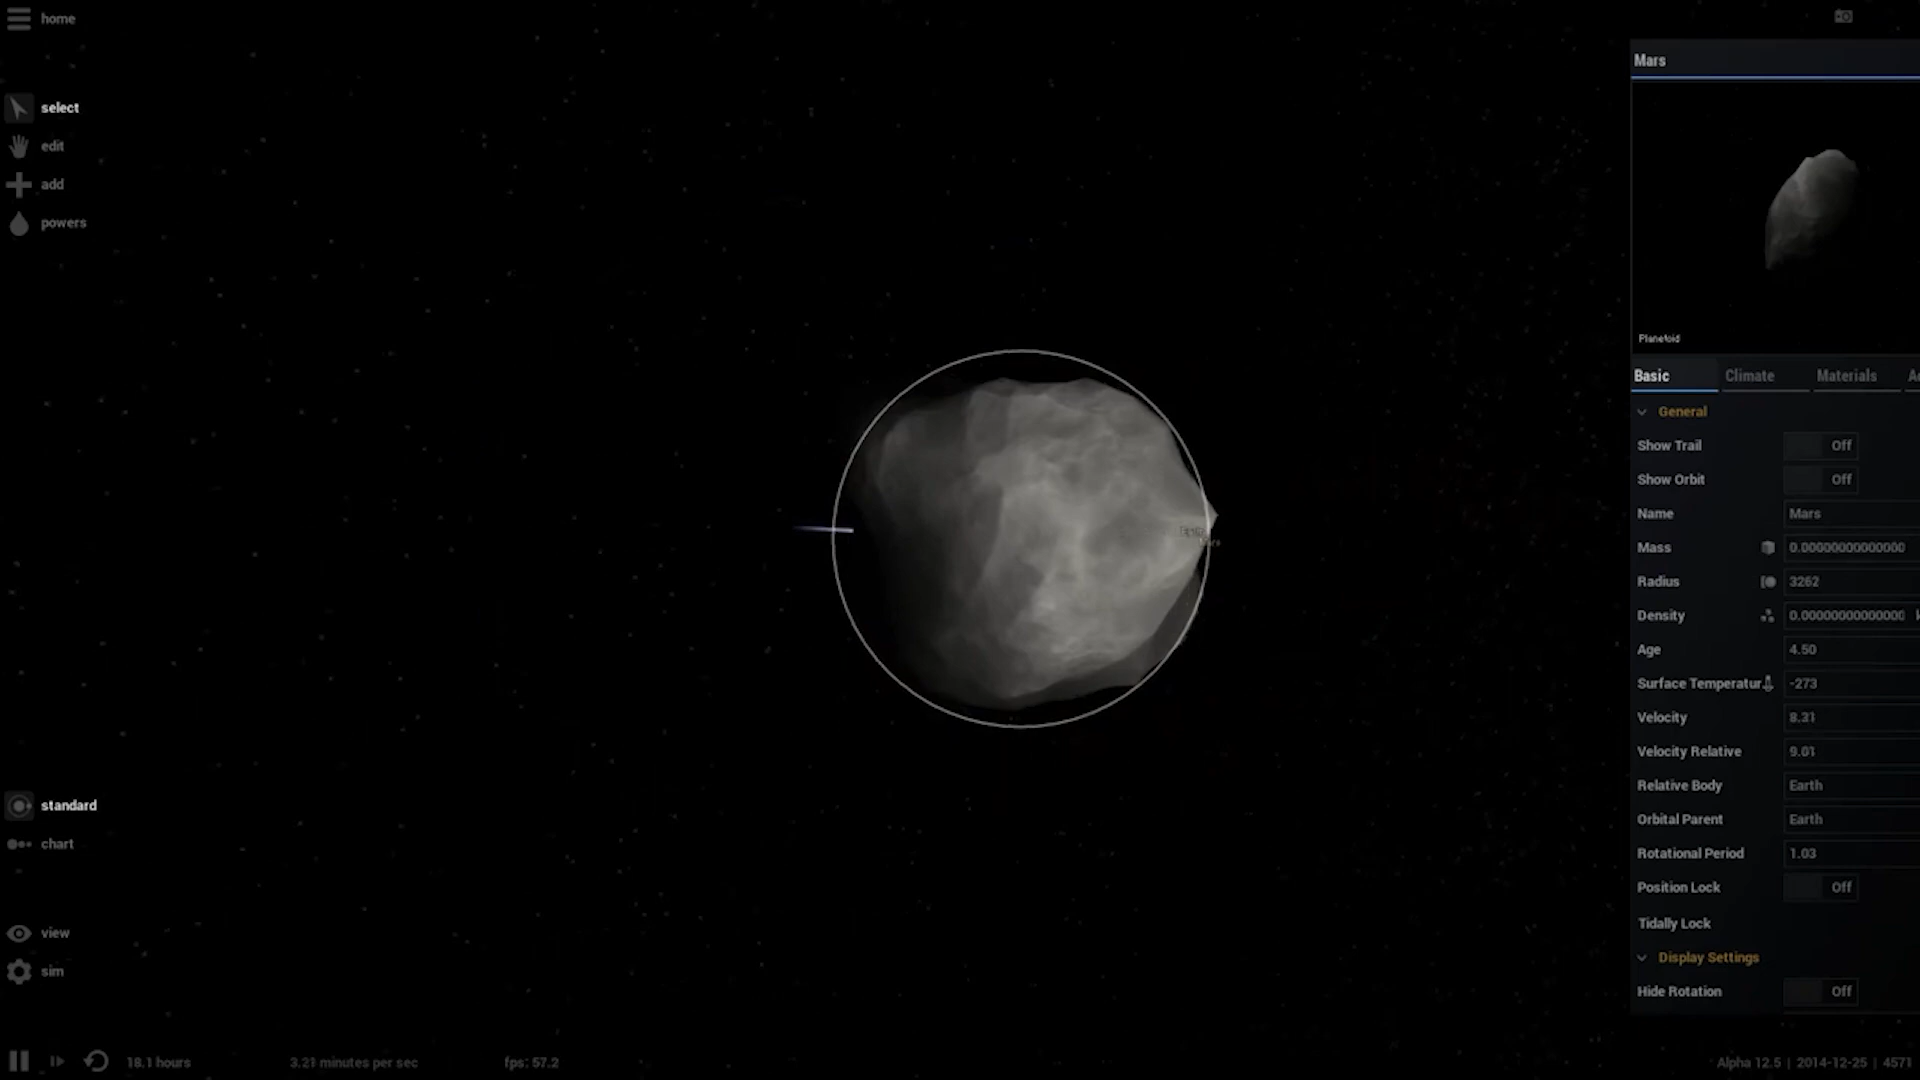 home
select
edit
add
powers
standard
chart
view
sim
18.1 hours
3.21 minutes per sec
fps: 57.2
Mars
Planetoid
Basic Climate Materials
General
Show Trail Off
Show Orbit Off
Name Mars
Mass 0.00000000000000
Radius 3262
Density 0.00000000000000
Age 4.50
Surface Temperatur
-273
Velocity 8.31
Velocity Relative 9.01
Relative Body Earth
Orbital Parent Earth
Rotational Period 1.03
Position Lock Off
Tidally Lock
Display Settings
Hide Rotation Off
Alpha 12.5 | 2014-12-25 | 4571